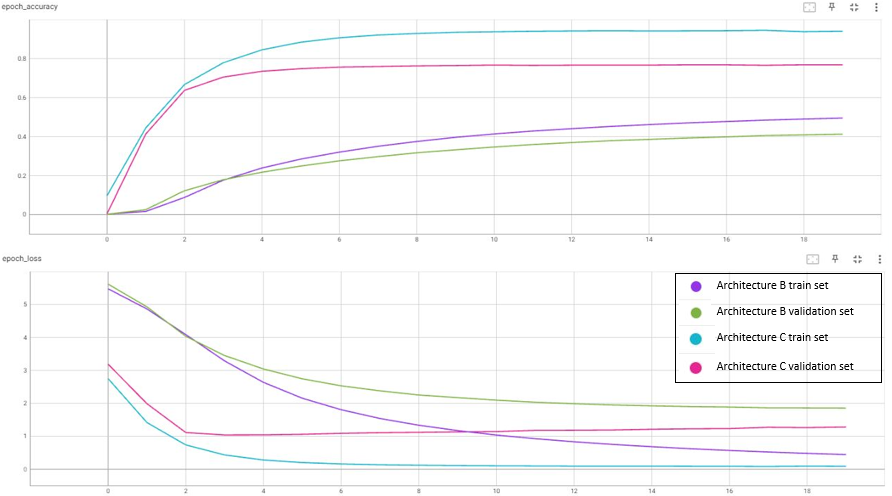 epoch_accuracy
0.8
0.6
0.4
0.2
0
0 2 4 6 8 10 12 14 16 18
epoch_loss
Architecture B train set
Architecture B validation set
Architecture C train set
Architecture C validation set
5
4
3
2
1
0
0 2 4 6 8 10 12 14 16 18